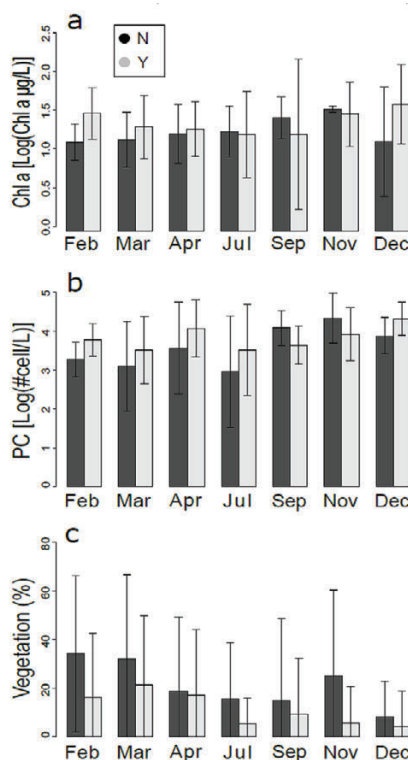 a
N
Y
Chl a [Log(Chl a µg/L)]
0.0 0.5 1.0 1.5 2.0 2.5
Feb Mar Apr Jul Sep Nov Dec
b
PC [Log(#cell/L)]
0 1 2 3 4 5
Feb Mar Apr Jul Sep Nov Dec
c
Vegetation (%)
0 20 40 60 80
Feb Mar Apr Jul Sep Nov Dec